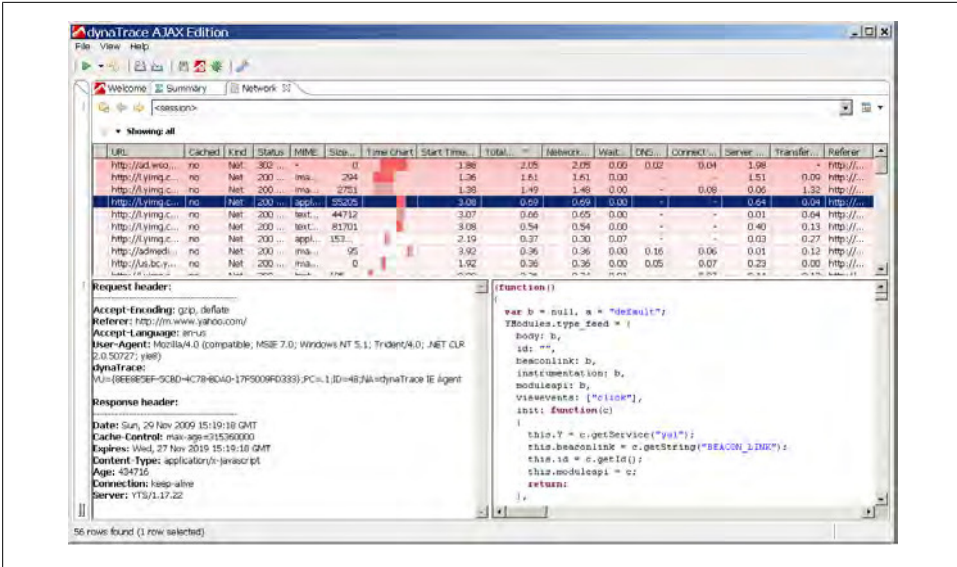 dynaTrace AJAX Edition
File View Help
Welcome Summary Network
<session>
Showing: all
URL Cached Kind Status MIME Size... Time Chart Start Time... Total... Network... Wait... DNS... Connect... Server ... Transfer... Referer
http://ad.wso... no Net 302 ... - 0 1.86 2.05 2.05 0.00 0.02 0.04 1.98 - http://...
http://l.yimg.c... no Net 200 ... ima... 294 1.36 1.61 1.61 0.00 - - 1.51 0.09 http://...
http://l.yimg.c... no Net 200 ... ima... 2751 1.38 1.49 1.48 0.00 - 0.08 0.06 1.32 http://...
http://l.yimg.c... no Net 200 ... appl... 55205 3.08 0.69 0.69 0.00 - - 0.64 0.04 http://...
http://l.yimg.c... no Net 200 ... text... 44712 3.07 0.66 0.65 0.00 - - 0.01 0.64 http://...
http://l.yimg.c... no Net 200 ... text... 81701 3.08 0.54 0.54 0.00 - - 0.40 0.13 http://...
http://l.yimg.c... no Net 200 ... appl... 153... 2.19 0.37 0.30 0.07 - - 0.03 0.27 http://...
http://admedi... no Net 200 ... ima... 95 3.92 0.36 0.36 0.00 0.16 0.06 0.01 0.12 http://...
http://us.bc.y... no Net 200 ... ima... 0 1.92 0.36 0.36 0.00 0.05 0.07 0.23 0.00 http://...
Request header:
Accept-Encoding: gzip, deflate
Referer: http://m.www.yahoo.com/
Accept-Language: en-us
User-Agent: Mozilla/4.0 (compatible; MSIE 7.0; Windows NT 5.1; Trident/4.0; .NET CLR
2.0.50727; yie8)
dynaTrace:
VU={8EE8E5EF-5CBD-4C78-BDA0-17F5009FD333};PC=.1;ID=48;NA=dynaTrace IE Agent
Response header:
Date: Sun, 29 Nov 2009 15:19:18 GMT
Cache-Control: max-age=315360000
Expires: Wed, 27 Nov 2019 15:19:18 GMT
Content-Type: application/x-javascript
Age: 434716
Connection: keep-alive
Server: YTS/1.17.22
(function()
{
var b = null, a = "default";
YModules.type_feed = {
body: b,
id: "",
beaconlink: b,
instrumentation: b,
moduleapi: b,
viewevents: ["click"],
init: function(c)
{
this.Y = c.getService("yui");
this.beaconlink = c.getString("BEACON_LINK");
this.id = c.getId();
this.moduleapi = c;
return;
},
56 rows found (1 row selected)